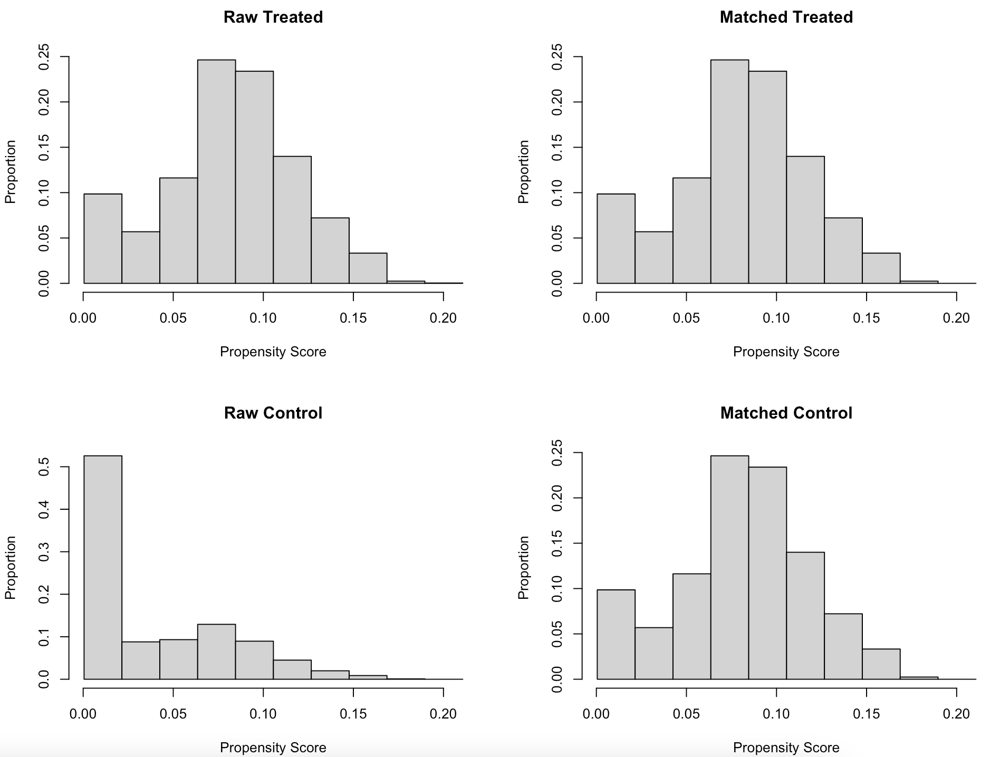 Raw Treated
Proportion
0.00 0.05 0.10 0.15 0.20 0.25
0.00 0.05 0.10 0.15 0.20
Propensity Score
Matched Treated
Proportion
0.00 0.05 0.10 0.15 0.20 0.25
0.00 0.05 0.10 0.15 0.20
Propensity Score
Raw Control
Proportion
0.0 0.1 0.2 0.3 0.4 0.5
0.00 0.05 0.10 0.15 0.20
Propensity Score
Matched Control
Proportion
0.00 0.05 0.10 0.15 0.20 0.25
0.00 0.05 0.10 0.15 0.20
Propensity Score